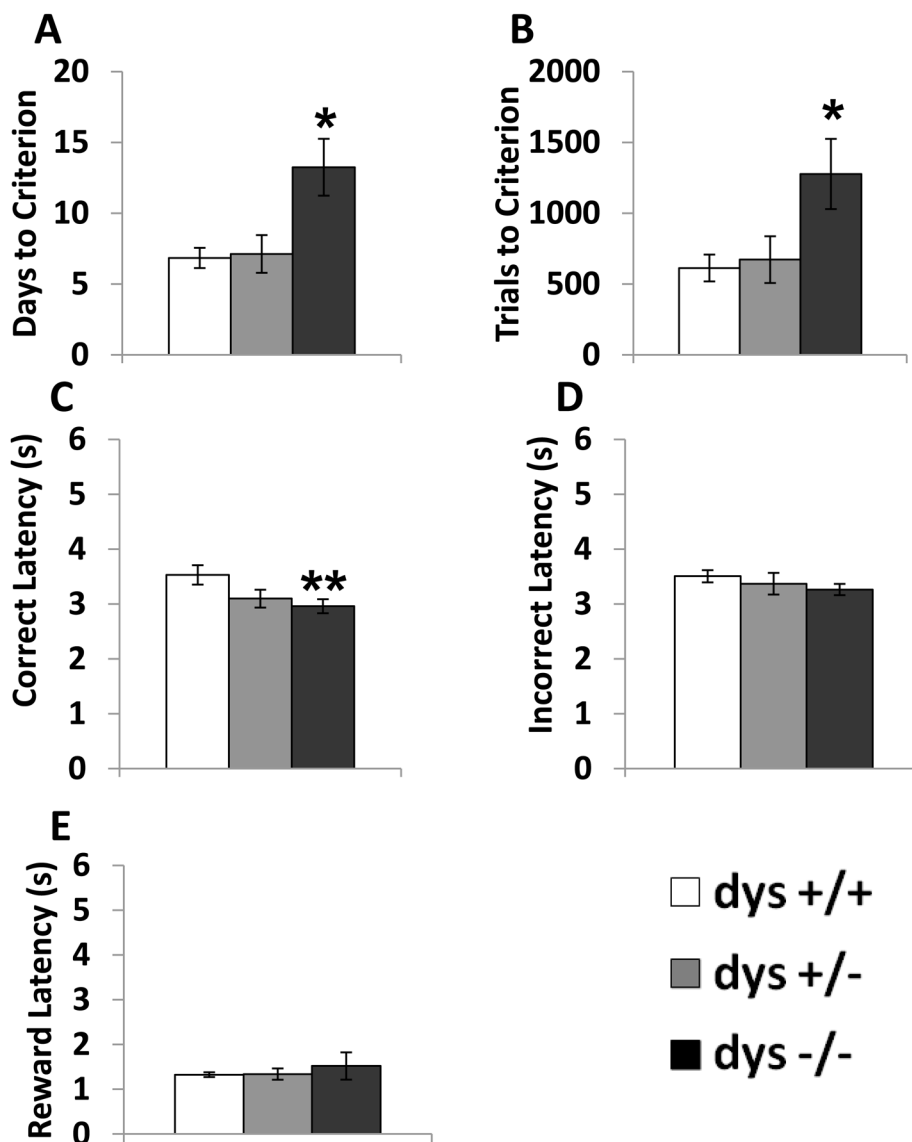 A
Days to Criterion
20
15
10
5
0
*
B
Trials to Criterion
2000
1500
1000
500
0
*
C
Correct Latency (s)
6
5
4
3
2
1
0
**
D
Incorrect Latency (s)
6
5
4
3
2
1
0
E
Reward Latency (s)
6
5
4
3
2
1
0
dys +/+
dys +/-
dys -/-